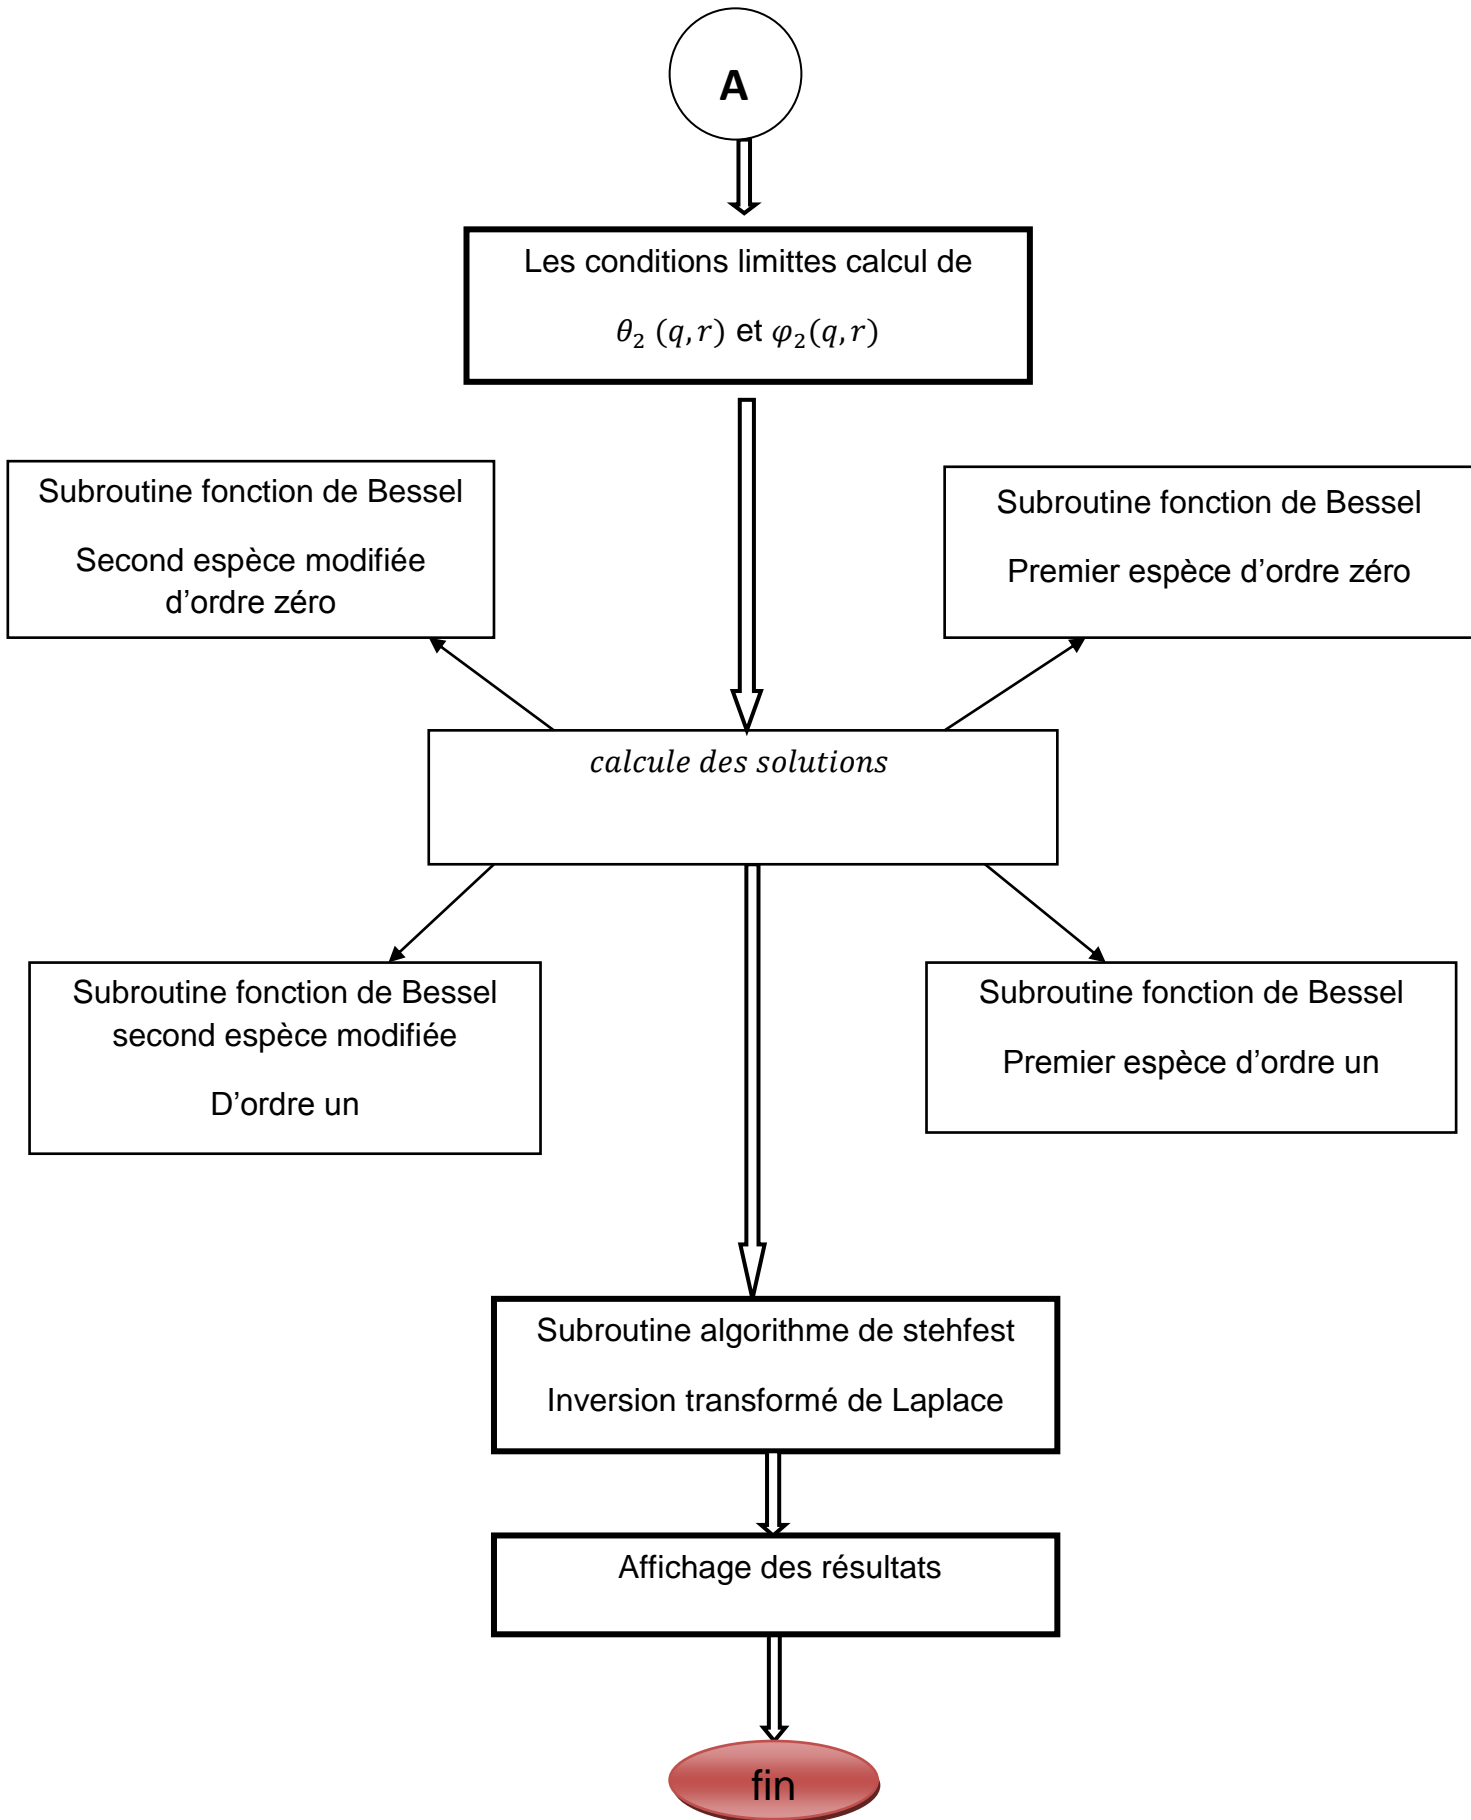 A
Les conditions limittes calcul de
θ₂ (q,r) et φ₂(q,r)
Subroutine fonction de Bessel
Second espèce modifiée
d’ordre zéro
Subroutine fonction de Bessel
Premier espèce d’ordre zéro
calcule des solutions
Subroutine fonction de Bessel
second espèce modifiée
D’ordre un
Subroutine fonction de Bessel
Premier espèce d’ordre un
Subroutine algorithme de stehfest
Inversion transformé de Laplace
Affichage des résultats
fin